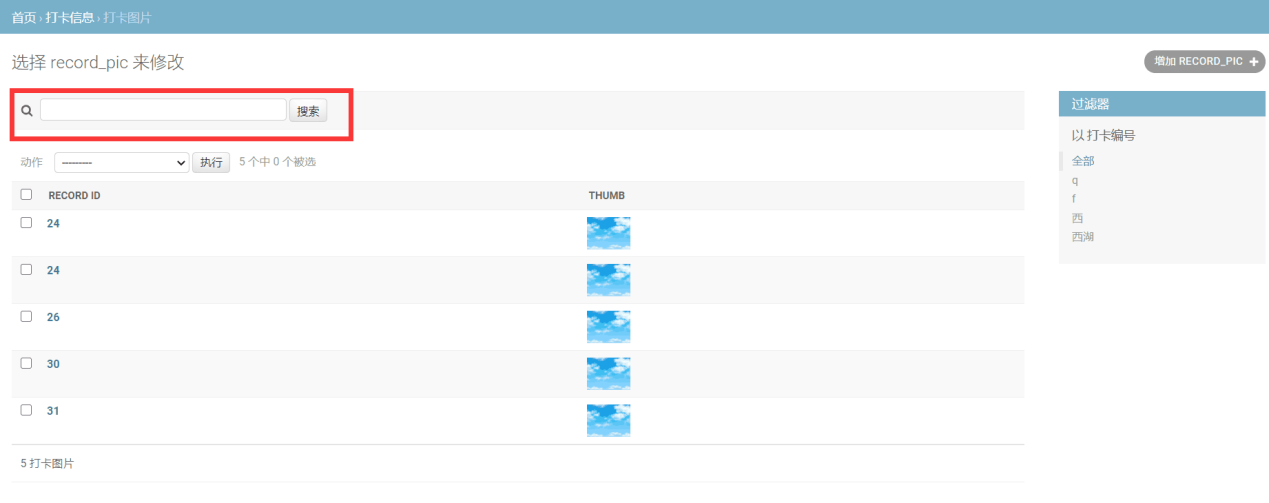 首页 › 打卡信息 › 打卡图片
选择 record_pic 来修改
增加 RECORD_PIC
搜索
动作 --------- 执行 5 个中 0 个被选
RECORD ID THUMB
24
24
26
30
31
5 打卡图片
过滤器
以 打卡编号
全部
q
f
西
西湖